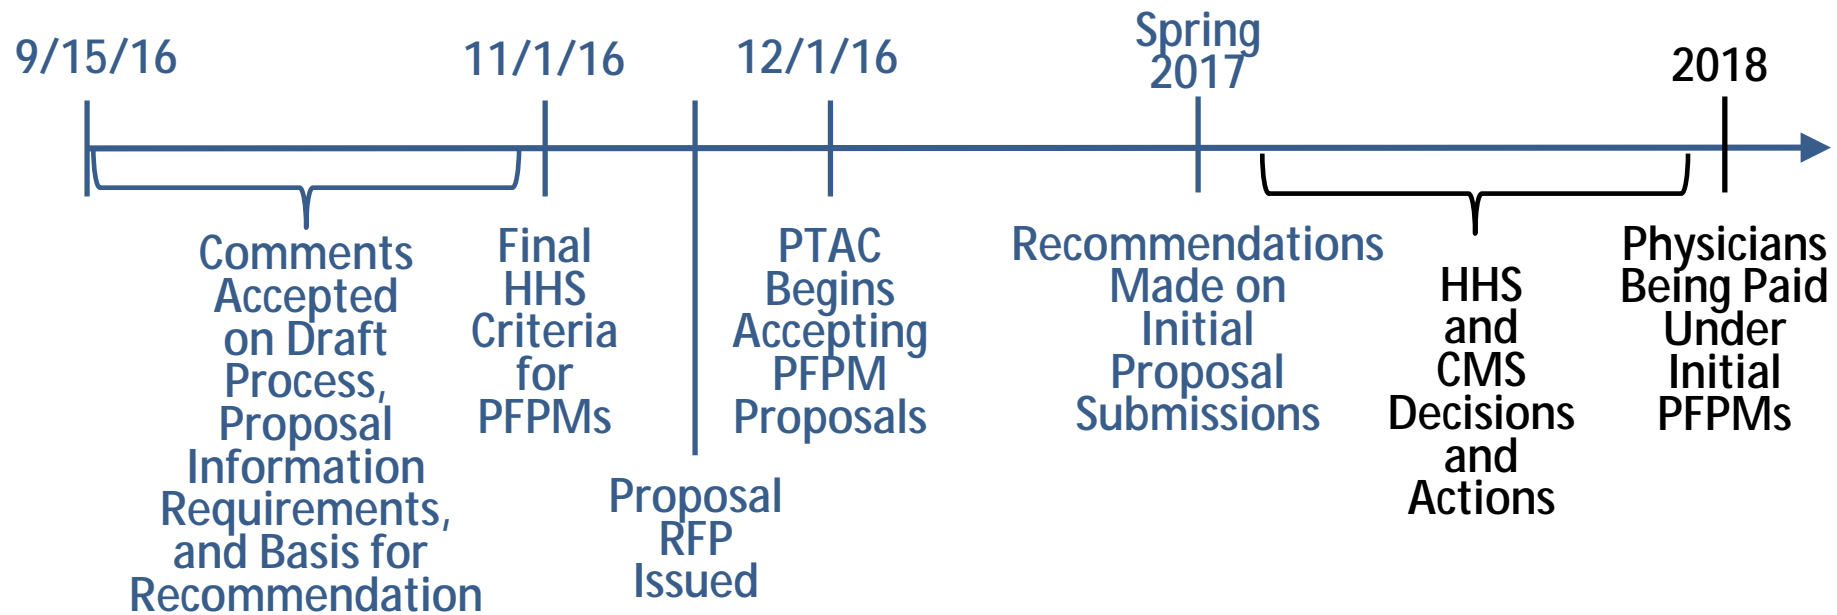 9/15/16
11/1/16
12/1/16
Spring
2017
2018
Comments
Accepted
on Draft
Process,
Proposal
Information
Requirements,
and Basis for
Recommendation
Final
HHS
Criteria
for
PFPMs
Proposal
RFP
Issued
PTAC
Begins
Accepting
PFPM
Proposals
Recommendations
Made on
Initial
Proposal
Submissions
HHS
and
CMS
Decisions
and
Actions
Physicians
Being Paid
Under
Initial
PFPMs